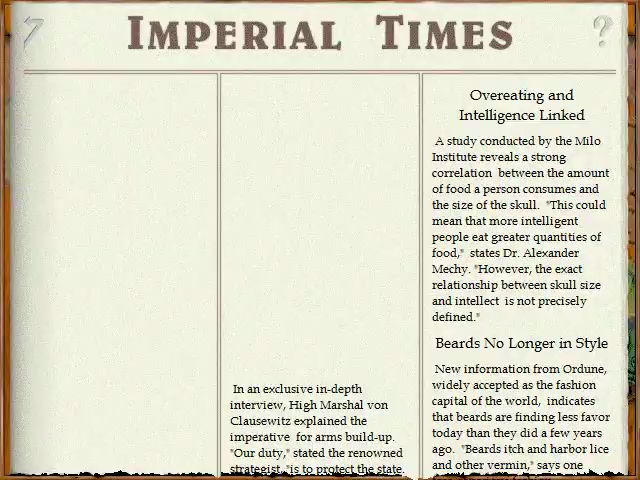 7 IMPERIAL TIMES ?
In an exclusive in-depth
interview, High Marshal von
Clausewitz explained the
imperative for arms build-up.
"Our duty," stated the renowned
strategist, "is to protect the state.
Overeating and
Intelligence Linked
A study conducted by the Milo
Institute reveals a strong
correlation between the amount
of food a person consumes and
the size of the skull. "This could
mean that more intelligent
people eat greater quantities of
food," states Dr. Alexander
Mechy. "However, the exact
relationship between skull size
and intellect is not precisely
defined."
Beards No Longer in Style
New information from Ordune,
widely accepted as the fashion
capital of the world, indicates
that beards are finding less favor
today than they did a few years
ago. "Beards itch and harbor lice
and other vermin," says one